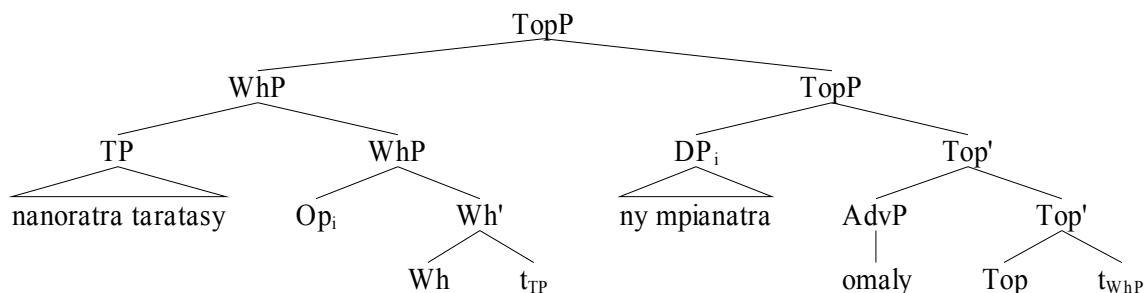 TopP
WhP TopP
TP WhP DPi Top'
nanoratra taratasy Opi Wh' ny mpianatra AdvP Top'
Wh tTP omaly Top tWhP